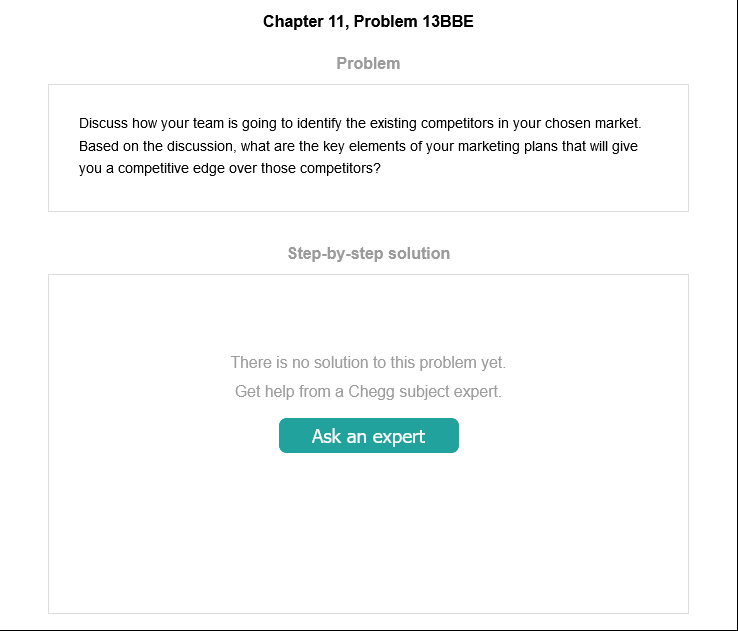 Chapter 11, Problem 13BBE
Problem
Discuss how your team is going to identify the existing competitors in your chosen market.
Based on the discussion, what are the key elements of your marketing plans that will give
you a competitive edge over those competitors?
Step-by-step solution
There is no solution to this problem yet.
Get help from a Chegg subject expert.
Ask an expert